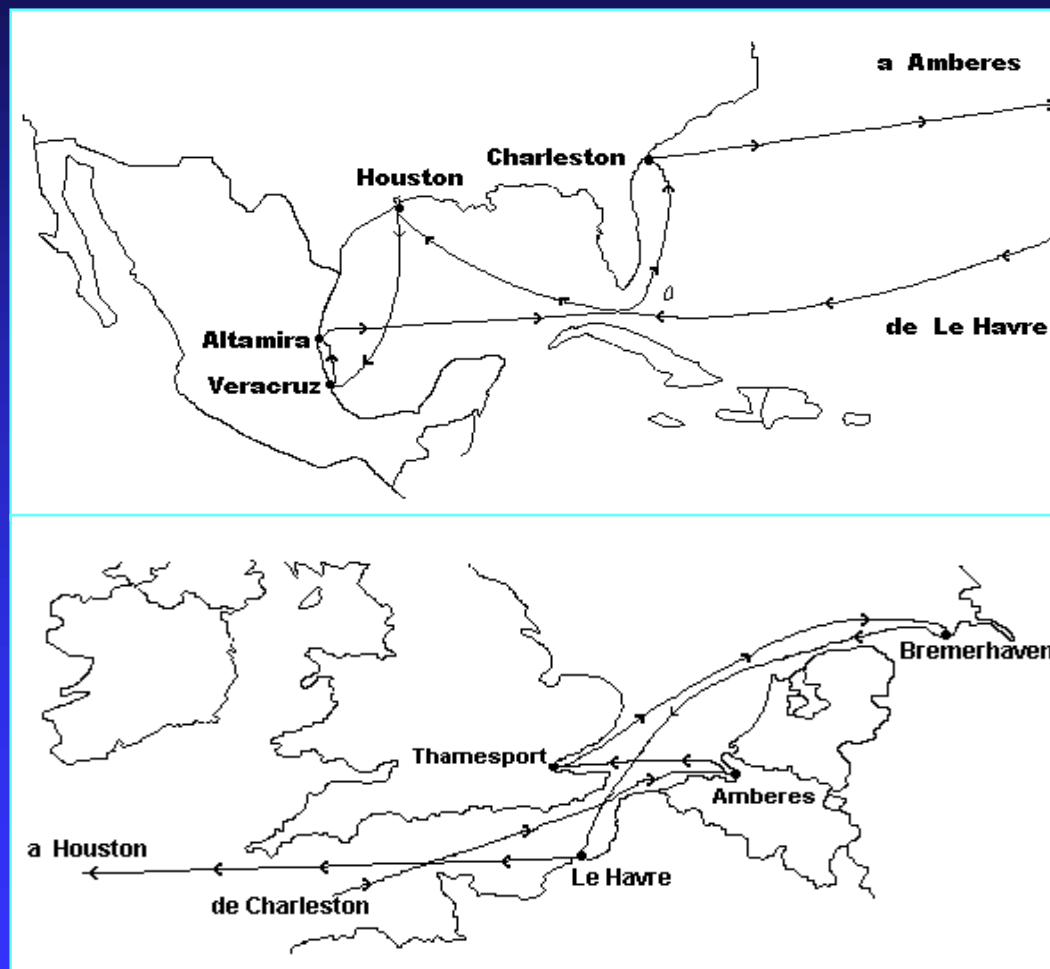 a Amberes
Charleston
Houston
Altamira
de Le Havre
Veracruz
Bremerhaven
Thamesport
Amberes
a Houston
Le Havre
de Charleston